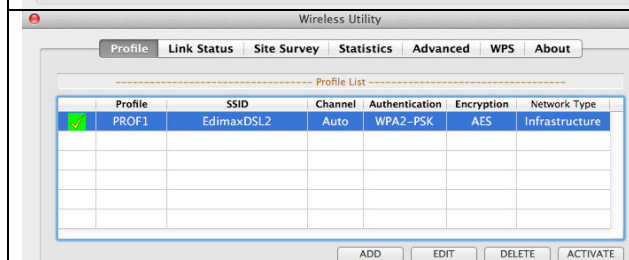 Wireless Utility
Profile Link Status Site Survey Statistics Advanced WPS About
Profile List
Profile SSID Channel Authentication Encryption Network Type
PROF1 EdimaxDSL2 Auto WPA2-PSK AES Infrastructure
ADD EDIT DELETE ACTIVATE